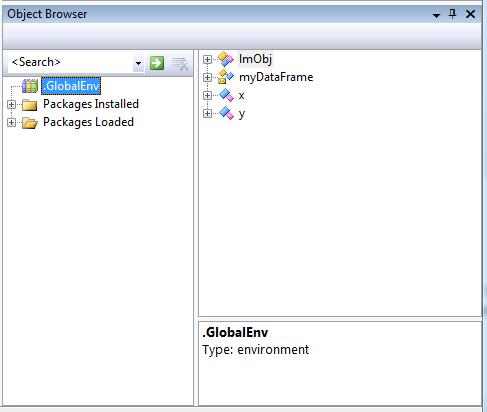 Object Browser
<Search>
.GlobalEnv
Packages Installed
Packages Loaded
lmObj
myDataFrame
x
y
.GlobalEnv
Type: environment